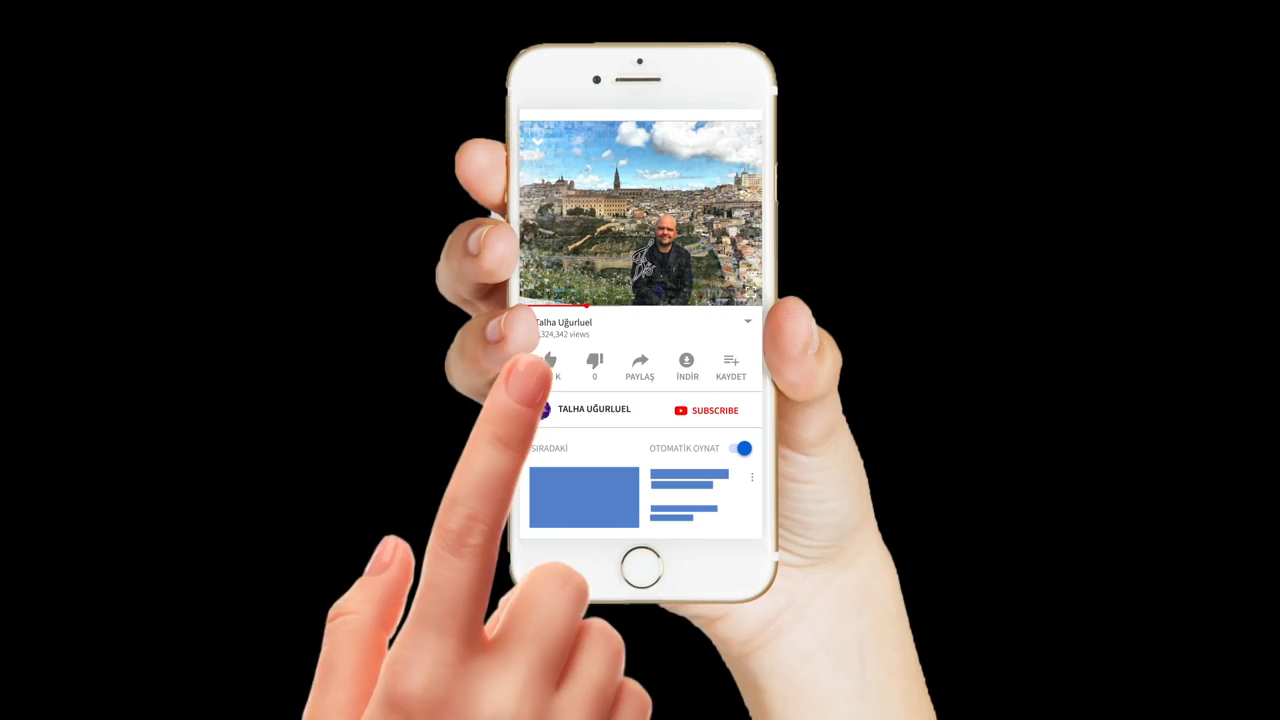 Talha Uğurluel
,324,342 views
K
0
PAYLAŞ
İNDİR
KAYDET
TALHA UĞURLUEL
SUBSCRIBE
SIRADAKİ
OTOMATİK OYNAT